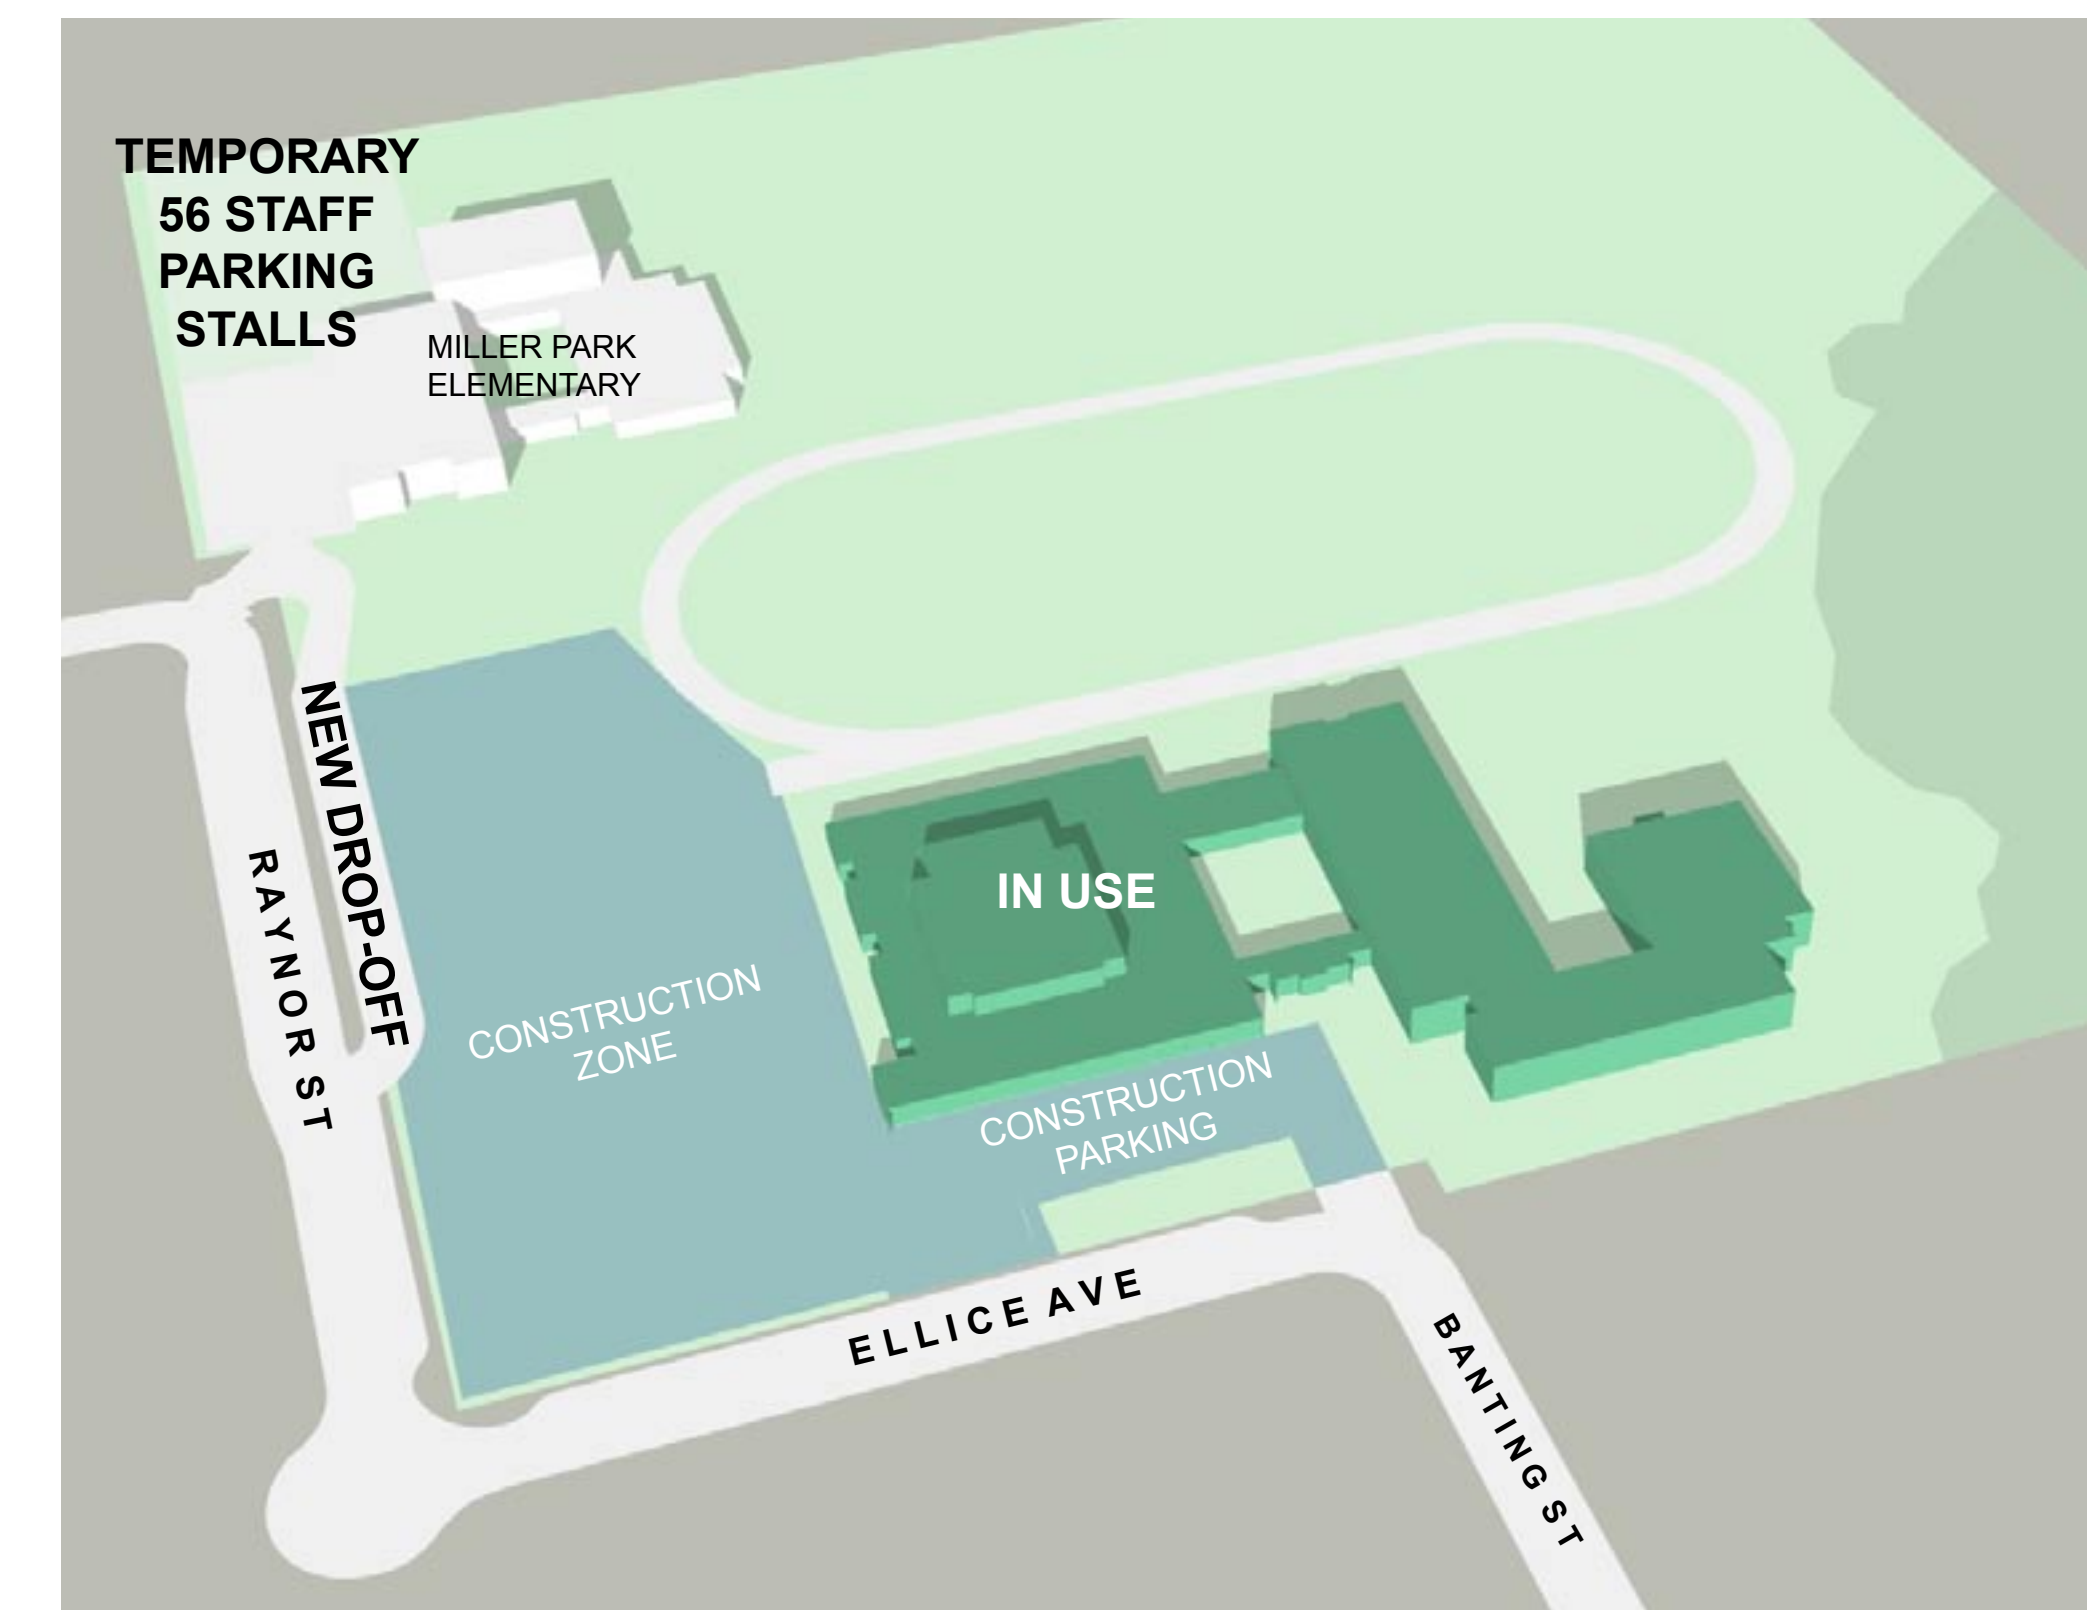 TEMPORARY
56 STAFF
PARKING
STALLS
MILLER PARK
ELEMENTARY
NEW DROP-OFF
RAYNOR ST
IN USE
CONSTRUCTION
ZONE
CONSTRUCTION
PARKING
ELLICE AVE
BANTING ST